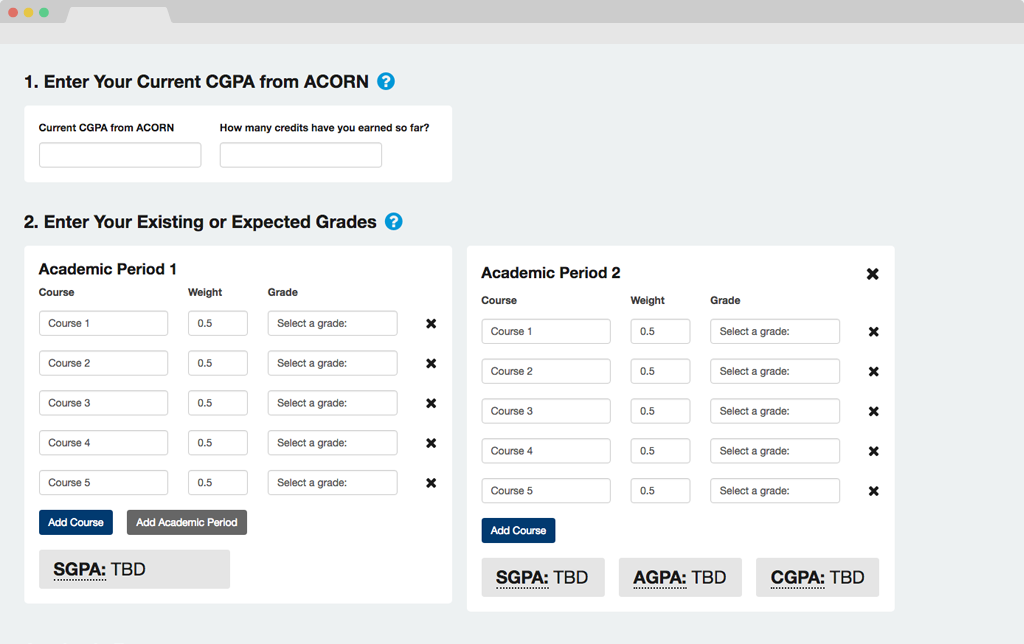 1. Enter Your Current CGPA from ACORN ?
Current CGPA from ACORN How many credits have you earned so far?
2. Enter Your Existing or Expected Grades ?
Academic Period 1
Course Weight Grade
Course 1 0.5 Select a grade:
Course 2 0.5 Select a grade:
Course 3 0.5 Select a grade:
Course 4 0.5 Select a grade:
Course 5 0.5 Select a grade:
Add Course Add Academic Period
SGPA: TBD
Academic Period 2
Course Weight Grade
Course 1 0.5 Select a grade:
Course 2 0.5 Select a grade:
Course 3 0.5 Select a grade:
Course 4 0.5 Select a grade:
Course 5 0.5 Select a grade:
Add Course
SGPA: TBD AGPA: TBD CGPA: TBD